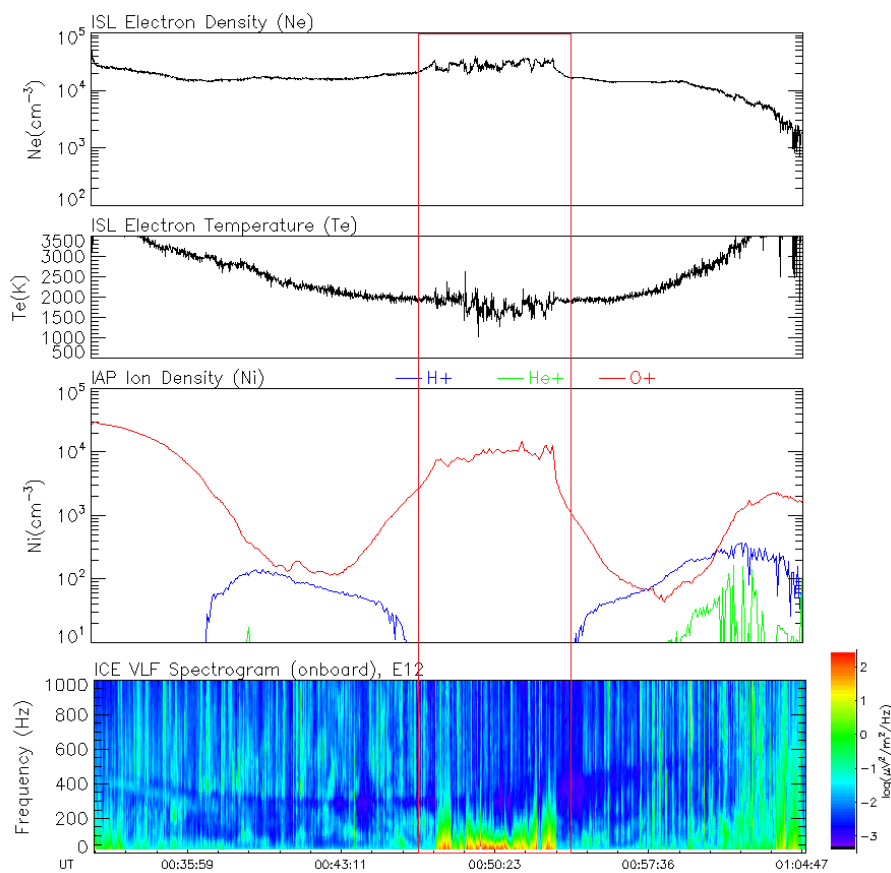 ISL Electron Density (Ne)
10^5
10^4
10^3
10^2
Ne(cm^-3)
ISL Electron Temperature (Te)
3500
3000
2500
2000
1500
1000
500
Te(K)
IAP Ion Density (Ni) H+ He+ O+
10^5
10^4
10^3
10^2
10^1
Ni(cm^-3)
ICE VLF Spectrogram (onboard), E12
1000
800
600
400
200
0
Frequency (Hz)
2
1
0
-1
-2
-3
log(μV^2/m^2/Hz)
UT 00:35:59 00:43:11 00:50:23 00:57:36 01:04:47